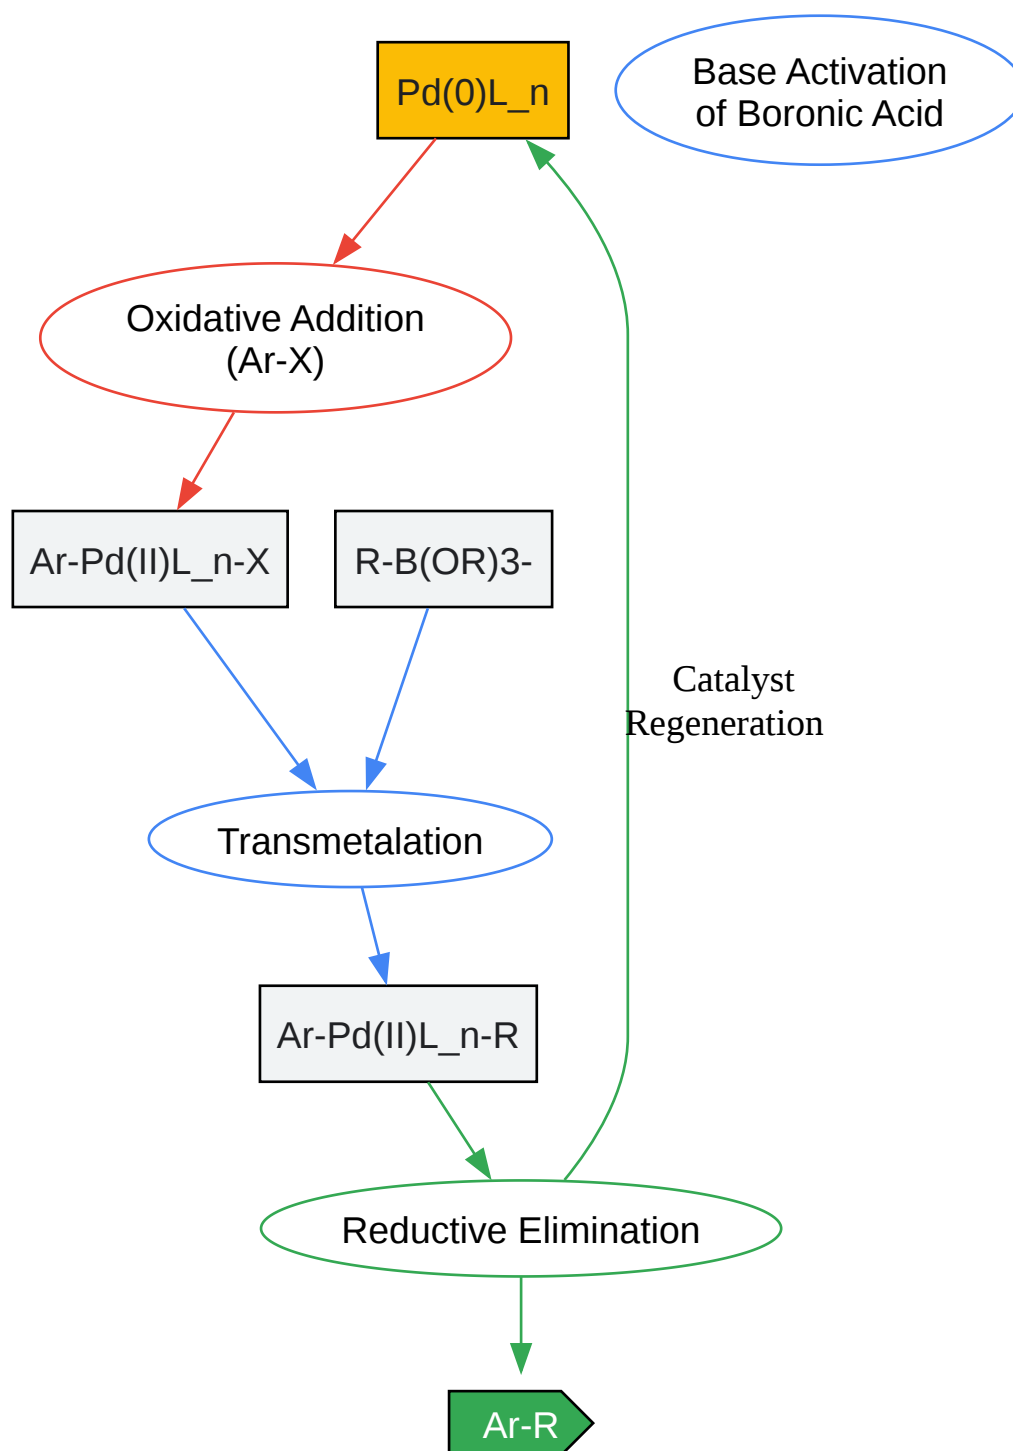 Pd(0)L_n
Base Activation
of Boronic Acid
Oxidative Addition
(Ar-X)
Ar-Pd(II)L_n-X
R-B(OR)3-
Catalyst
Regeneration
Transmetalation
Ar-Pd(II)L_n-R
Reductive Elimination
Ar-R